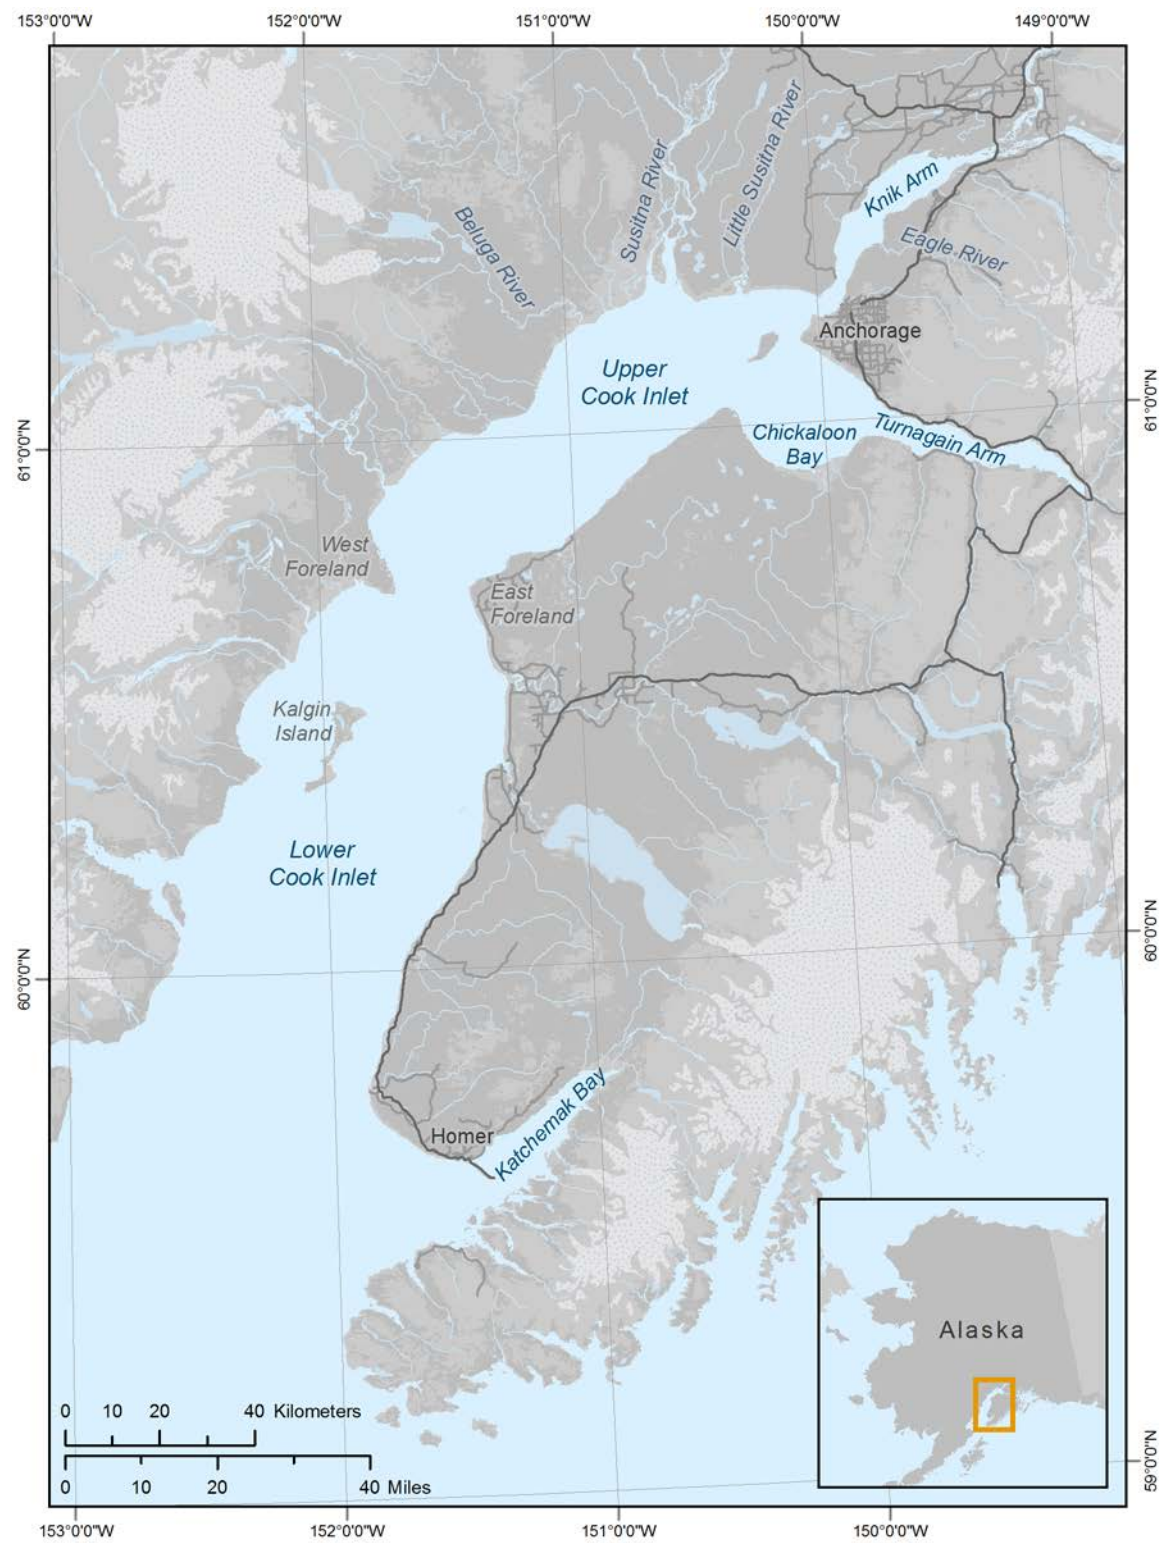 153°0'0"W
152°0'0"W
151°0'0"W
150°0'0"W
149°0'0"W
Knik Arm
Little Susitna River
Susitna River
Beluga River
Eagle River
Anchorage
Upper
Cook Inlet
61°0'0"N
61°0'0"N
Chickaloon
Bay
Turnagain Arm
West
Foreland
East
Foreland
Kalgin
Island
Lower
Cook Inlet
60°0'0"N
60°0'0"N
Katchemak Bay
Homer
Alaska
0 10 20 40 Kilometers
0 10 20 40 Miles
59°0'0"N
153°0'0"W
152°0'0"W
151°0'0"W
150°0'0"W